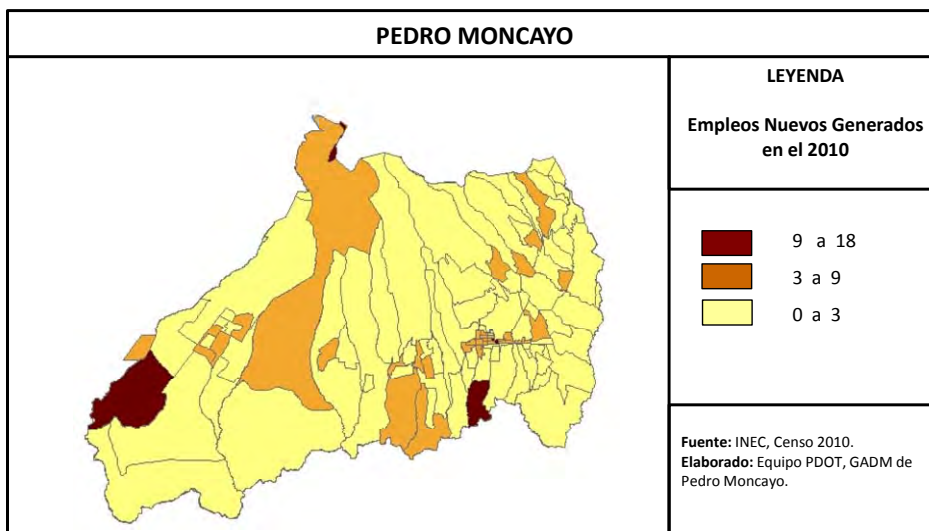 PEDRO MONCAYO
LEYENDA
Empleos Nuevos Generados
en el 2010
9 a 18
3 a 9
0 a 3
Fuente: INEC, Censo 2010.
Elaborado: Equipo PDOT, GADM de
Pedro Moncayo.